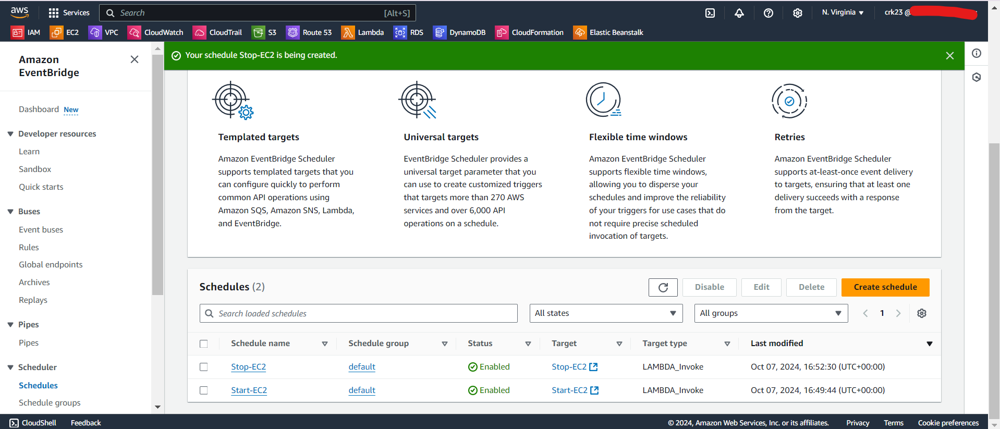 aws
Services
Search
[Alt+S]
N. Virginia
crk23 @
IAM
EC2
VPC
CloudWatch
CloudTrail
S3
Route 53
Lambda
RDS
DynamoDB
CloudFormation
Elastic Beanstalk
Amazon
EventBridge
Dashboard New
Developer resources
Learn
Sandbox
Quick starts
Buses
Event buses
Rules
Global endpoints
Archives
Replays
Pipes
Pipes
Scheduler
Schedules
Schedule groups
Your schedule Stop-EC2 is being created.
Templated targets
Amazon EventBridge Scheduler
supports templated targets that you
can configure quickly to perform
common API operations using
Amazon SQS, Amazon SNS, Lambda,
and EventBridge.
Universal targets
EventBridge Scheduler provides a
universal target parameter that you
can use to create customized triggers
that targets more than 270 AWS
services and over 6,000 API
operations on a schedule.
Flexible time windows
Amazon EventBridge Scheduler
supports flexible time windows,
allowing you to disperse your
schedules and improve the reliability
of your triggers for use cases that do
not require precise scheduled
invocation of targets.
Retries
Amazon EventBridge Scheduler
supports at-least-once event delivery
to targets, ensuring that at least one
delivery succeeds with a response
from the target.
Schedules (2)
Disable
Edit
Delete
Create schedule
Search loaded schedules
All states
All groups
1
Schedule name Schedule group Status Target Target type Last modified
Stop-EC2 default Enabled Stop-EC2 LAMBDA_Invoke Oct 07, 2024, 16:52:30 (UTC+00:00)
Start-EC2 default Enabled Start-EC2 LAMBDA_Invoke Oct 07, 2024, 16:49:44 (UTC+00:00)
CloudShell
Feedback
© 2024, Amazon Web Services, Inc. or its affiliates.
Privacy
Terms
Cookie preferences